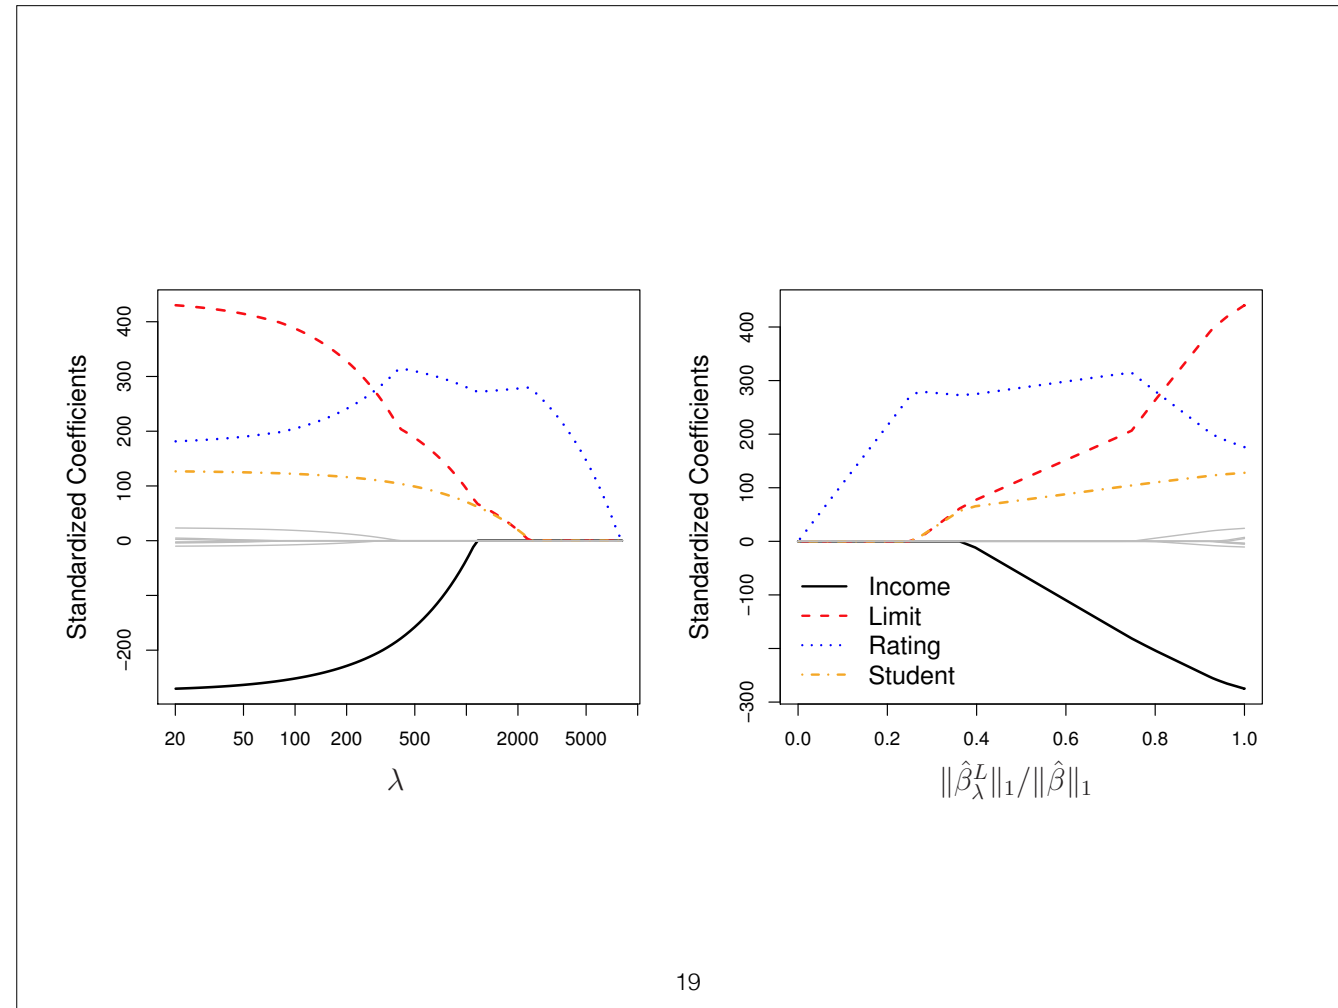 Standardized Coefficients
400
300
200
100
0
−200
20 50 100 200 500 2000 5000
λ
Standardized Coefficients
400
300
200
100
0
−100
−300
Income
Limit
Rating
Student
0.0 0.2 0.4 0.6 0.8 1.0
‖β̂λᴸ‖₁/‖β̂‖₁
19